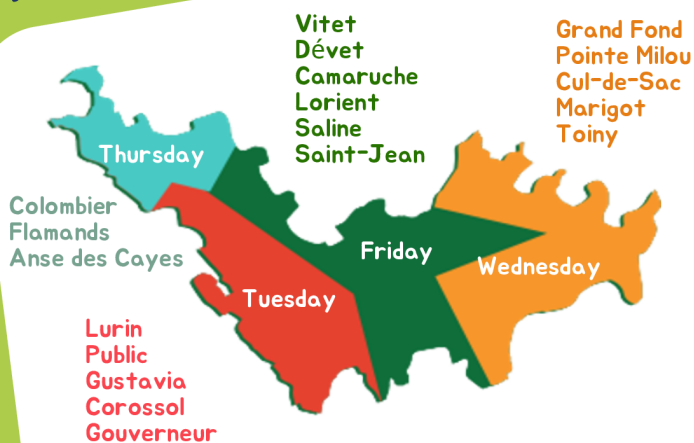 Vitet
Dévet
Camaruche
Lorient
Saline
Saint-Jean
Grand Fond
Pointe Milou
Cul-de-Sac
Marigot
Toiny
Thursday
Colombier
Flamands
Anse des Cayes
Friday
Wednesday
Tuesday
Lurin
Public
Gustavia
Corossol
Gouverneur